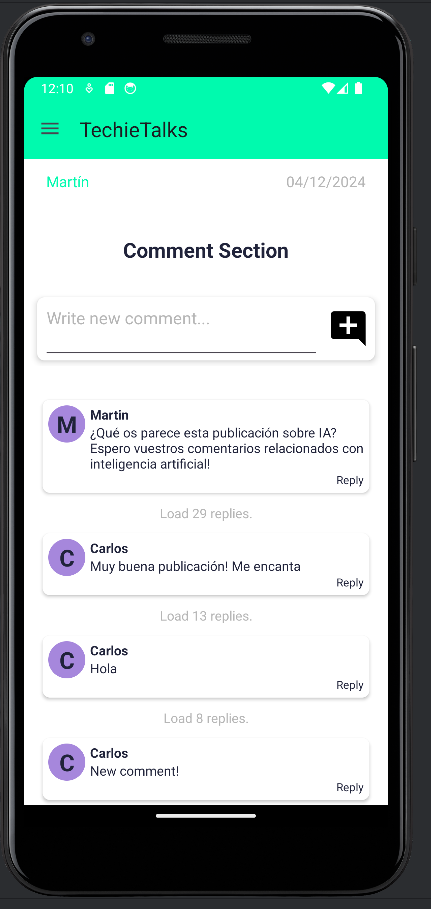 12:10
TechieTalks
Martín 04/12/2024
Comment Section
Write new comment...
M Martin
¿Qué os parece esta publicación sobre IA?
Espero vuestros comentarios relacionados con
inteligencia artificial!
Reply
Load 29 replies.
C Carlos
Muy buena publicación! Me encanta
Reply
Load 13 replies.
C Carlos
Hola
Reply
Load 8 replies.
C Carlos
New comment!
Reply